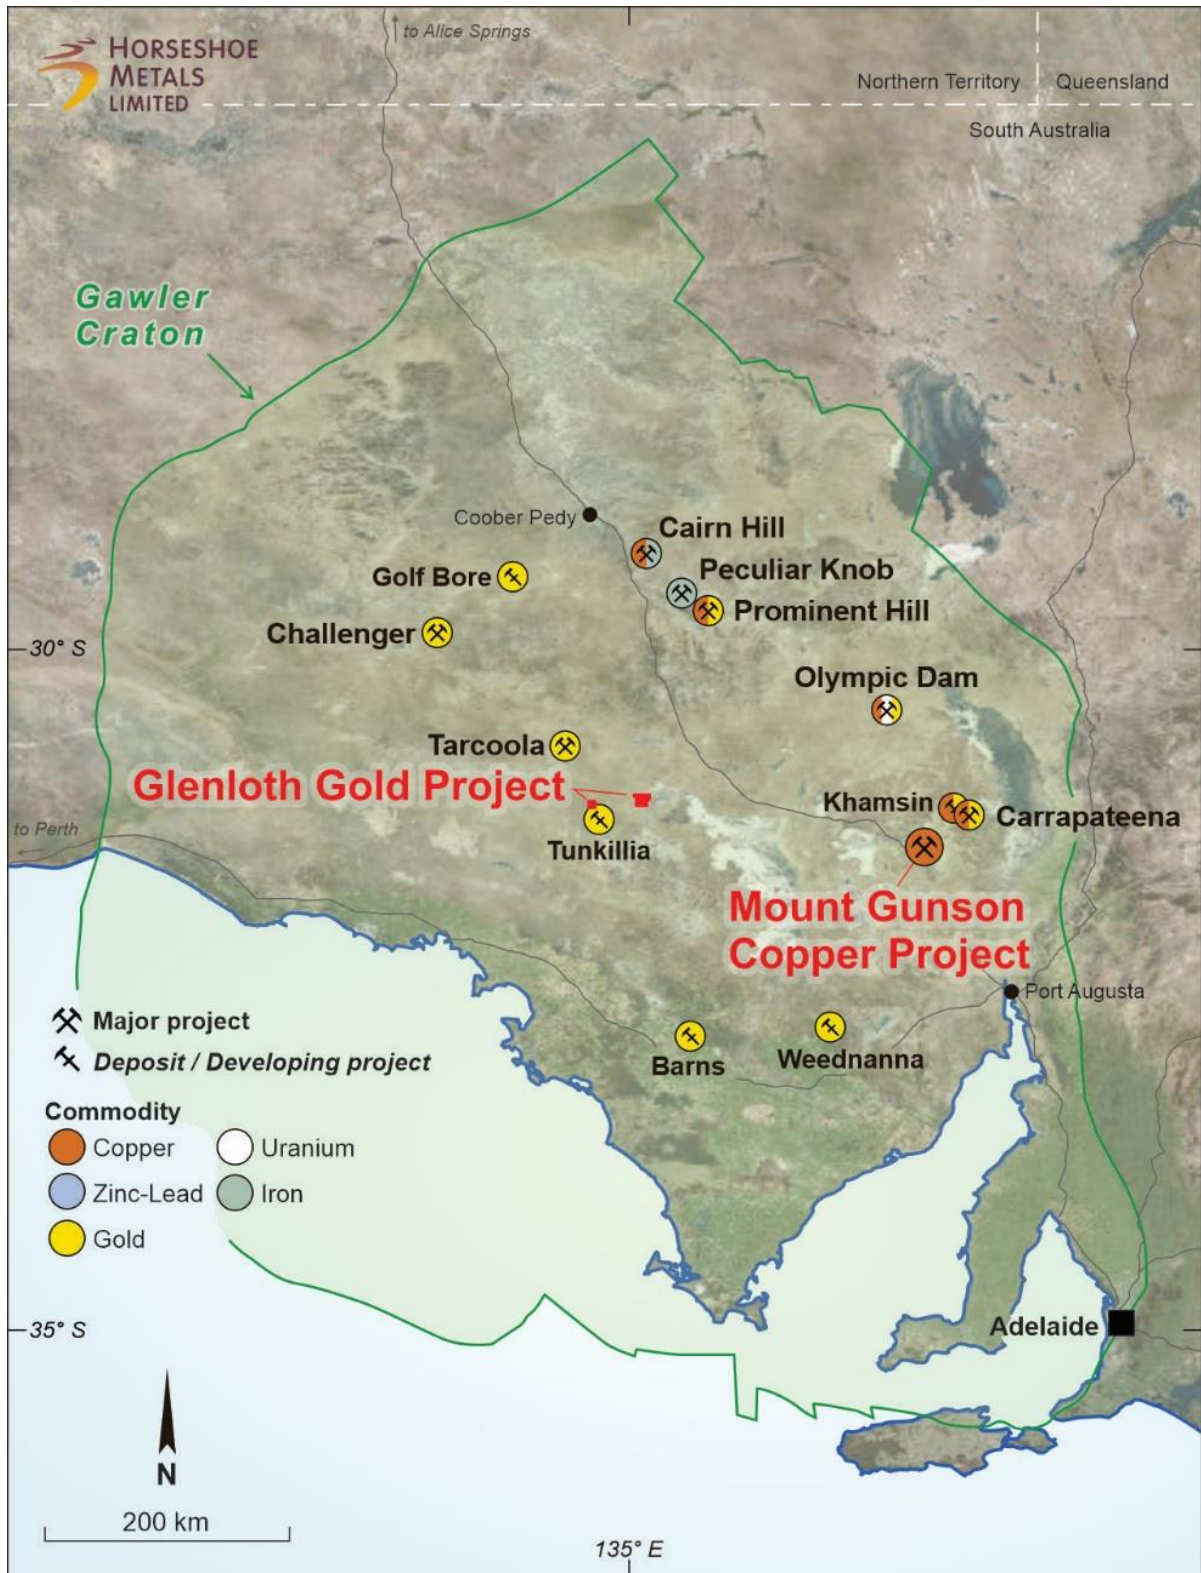 to Alice Springs
HORSESHOE
METALS
LIMITED
Northern Territory
Queensland
South Australia
Gawler
Craton
Coober Pedy
Cairn Hill
Peculiar Knob
Golf Bore
Prominent Hill
Challenger
30° S
Olympic Dam
Tarcoola
Glenloth Gold Project
Khamsin
Carrapateena
to Perth
Tunkillia
Mount Gunson
Copper Project
Port Augusta
Major project
Deposit / Developing project
Barns
Weednanna
Commodity
Copper
Uranium
Zinc-Lead
Iron
Gold
35° S
Adelaide
N
200 km
135° E